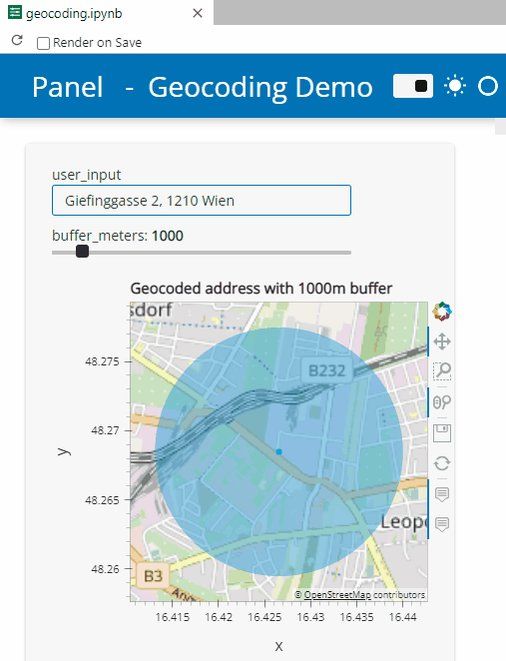 geocoding.ipynb
Render on Save
Panel - Geocoding Demo
user_input
Giefinggasse 2, 1210 Wien
buffer_meters: 1000
Geocoded address with 1000m buffer
sdorf
B232
48.275
48.27
y
48.265
Leopo
48.26
B3
© OpenStreetMap contributors
16.415 16.42 16.425 16.43 16.435 16.44
x